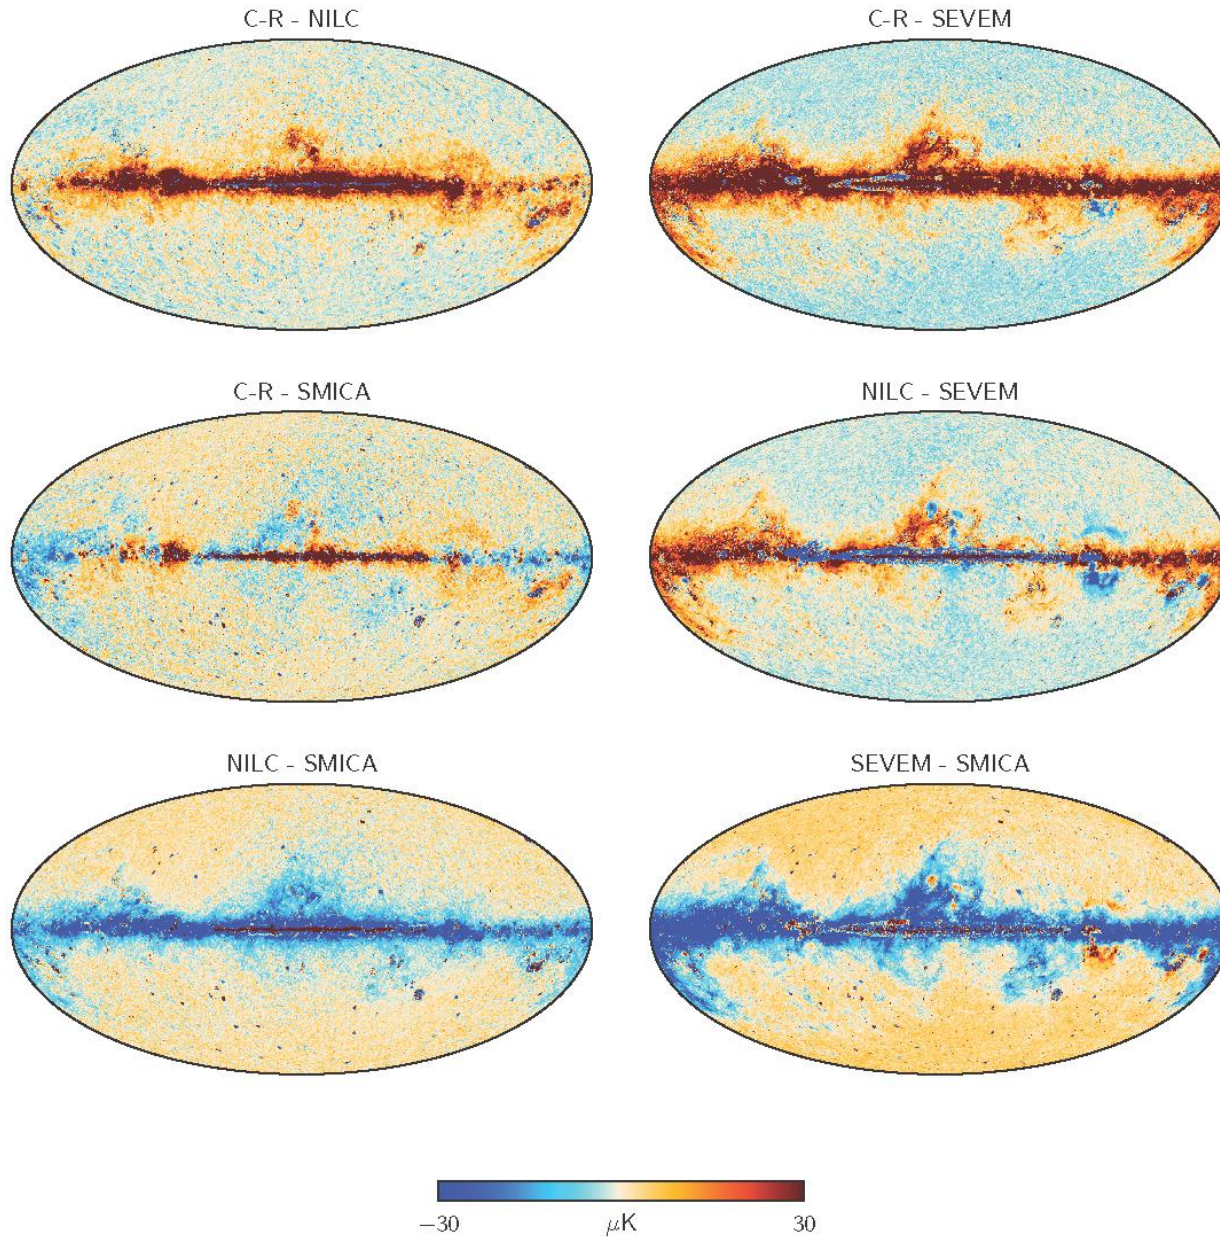 C-R - NILC
C-R - SEVEM
C-R - SMICA
NILC - SEVEM
NILC - SMICA
SEVEM - SMICA
−30 μK 30